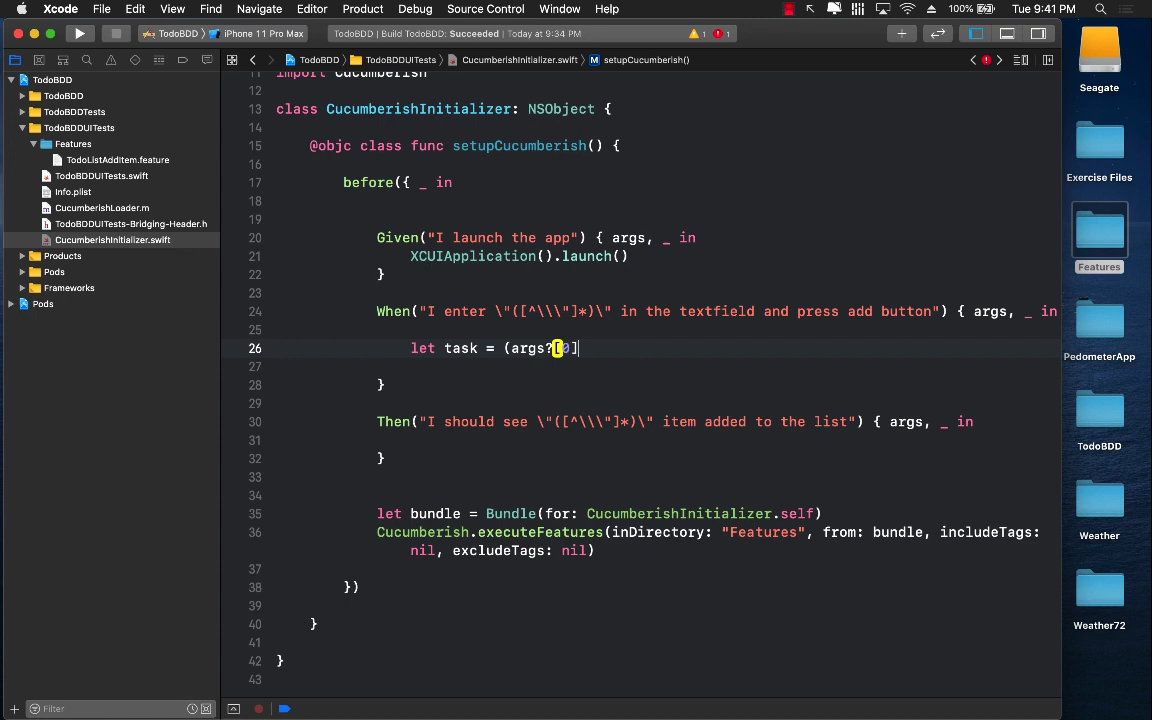 Xcode File Edit View Find Navigate Editor Product Debug Source Control Window Help 100% Tue 9:41 PM
TodoBDD iPhone 11 Pro Max TodoBDD | Build TodoBDD: Succeeded | Today at 9:34 PM 1 1
TodoBDD TodoBDDUITests CucumberishInitializer.swift M setupCucumberish()
TodoBDD
TodoBDD
TodoBDDTests
TodoBDDUITests
Features
TodoListAddItem.feature
TodoBDDUITests.swift
Info.plist
CucumberishLoader.m
TodoBDDUITests-Bridging-Header.h
CucumberishInitializer.swift
Products
Pods
Frameworks
Pods
Filter
11 import Cucumberish
12
13 class CucumberishInitializer: NSObject {
14
15 @objc class func setupCucumberish() {
16
17 before({ _ in
18
19
20 Given("I launch the app") { args, _ in
21 XCUIApplication().launch()
22 }
23
24 When("I enter \"([^\\\"]*)\" in the textfield and press add button") { args, _ in
25
26 let task = (args?[0]
27
28 }
29
30 Then("I should see \"([^\\\"]*)\" item added to the list") { args, _ in
31
32 }
33
34
35 let bundle = Bundle(for: CucumberishInitializer.self)
36 Cucumberish.executeFeatures(inDirectory: "Features", from: bundle, includeTags:
nil, excludeTags: nil)
37
38 })
39
40 }
41
42 }
43
Seagate
Exercise Files
Features
PedometerApp
TodoBDD
Weather
Weather72